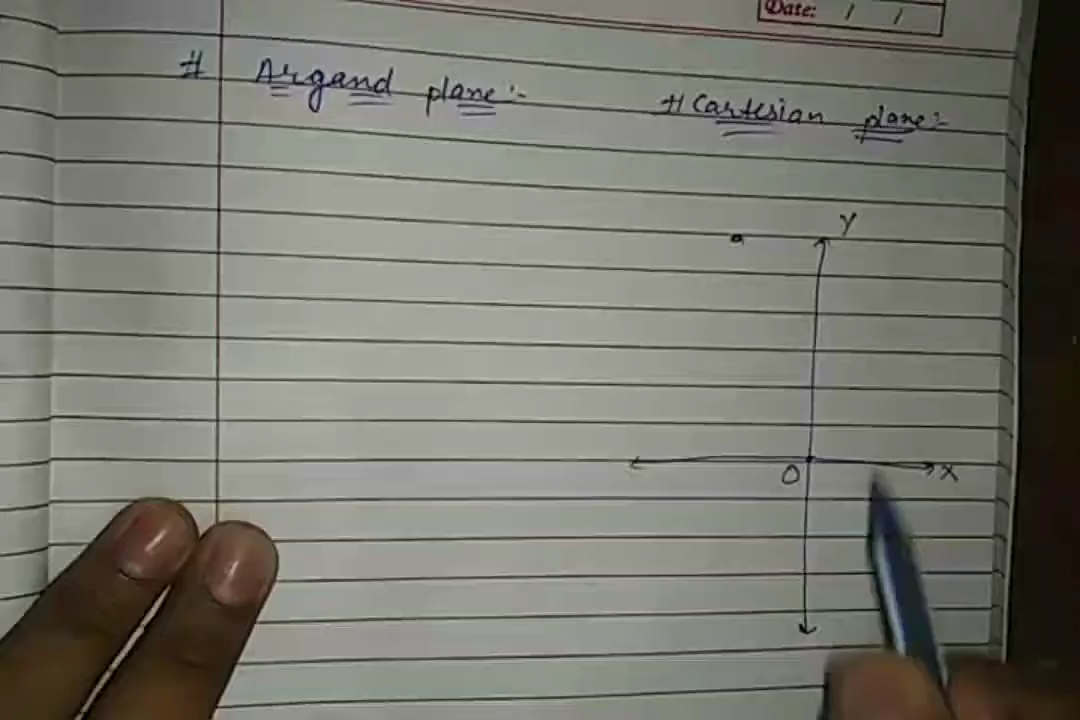 Date: / /
# Argand plane:-
# Cartesian plane:-
Y
O
X